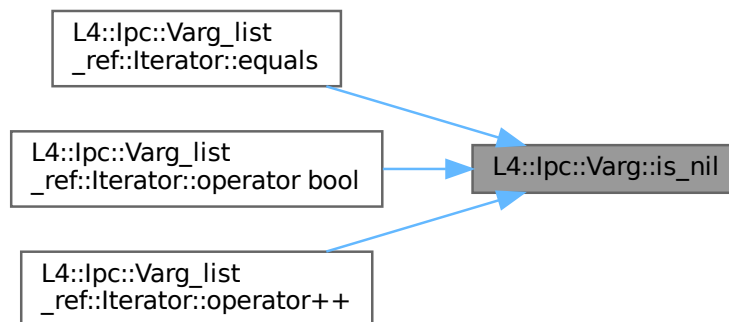 L4::Ipc::Varg_list
_ref::Iterator::equals
L4::Ipc::Varg_list
_ref::Iterator::operator bool
L4::Ipc::Varg::is_nil
L4::Ipc::Varg_list
_ref::Iterator::operator++